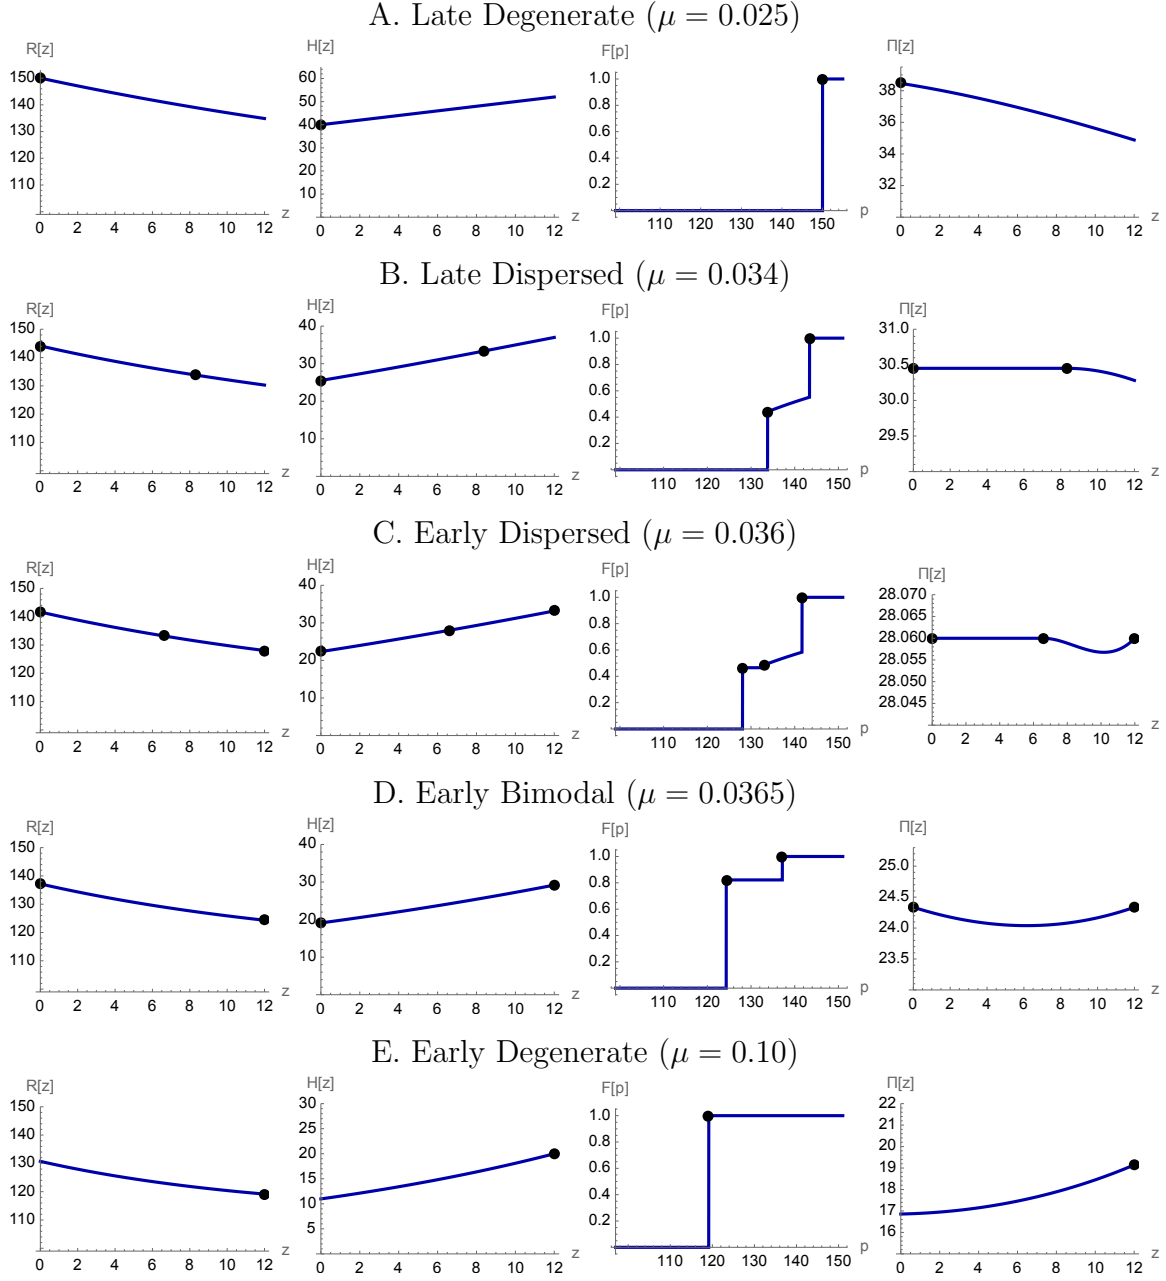 A. Late Degenerate (μ = 0.025)
R[z] H[z] F[p] Π[z]
150 140 130 120 110
0 2 4 6 8 10 12 z
60 50 40 30 20 10
0 2 4 6 8 10 12 z
1.0 0.8 0.6 0.4 0.2
110 120 130 140 150 p
38 36 34 32
0 2 4 6 8 10 12 z
B. Late Dispersed (μ = 0.034)
R[z] H[z] F[p] Π[z]
150 140 130 120 110
0 2 4 6 8 10 12 z
40 30 20 10
0 2 4 6 8 10 12 z
1.0 0.8 0.6 0.4 0.2
110 120 130 140 150 p
31.0 30.5 30.0 29.5
0 2 4 6 8 10 12 z
C. Early Dispersed (μ = 0.036)
R[z] H[z] F[p] Π[z]
150 140 130 120 110
0 2 4 6 8 10 12 z
40 30 20 10
0 2 4 6 8 10 12 z
1.0 0.8 0.6 0.4 0.2
110 120 130 140 150 p
28.070 28.065 28.060 28.055 28.050 28.045
0 2 4 6 8 10 12 z
D. Early Bimodal (μ = 0.0365)
R[z] H[z] F[p] Π[z]
150 140 130 120 110
0 2 4 6 8 10 12 z
40 30 20 10
0 2 4 6 8 10 12 z
1.0 0.8 0.6 0.4 0.2
110 120 130 140 150 p
25.0 24.5 24.0 23.5
0 2 4 6 8 10 12 z
E. Early Degenerate (μ = 0.10)
R[z] H[z] F[p] Π[z]
150 140 130 120 110
0 2 4 6 8 10 12 z
30 25 20 15 10 5
0 2 4 6 8 10 12 z
1.0 0.8 0.6 0.4 0.2
110 120 130 140 150 p
22 21 20 19 18 17 16
0 2 4 6 8 10 12 z